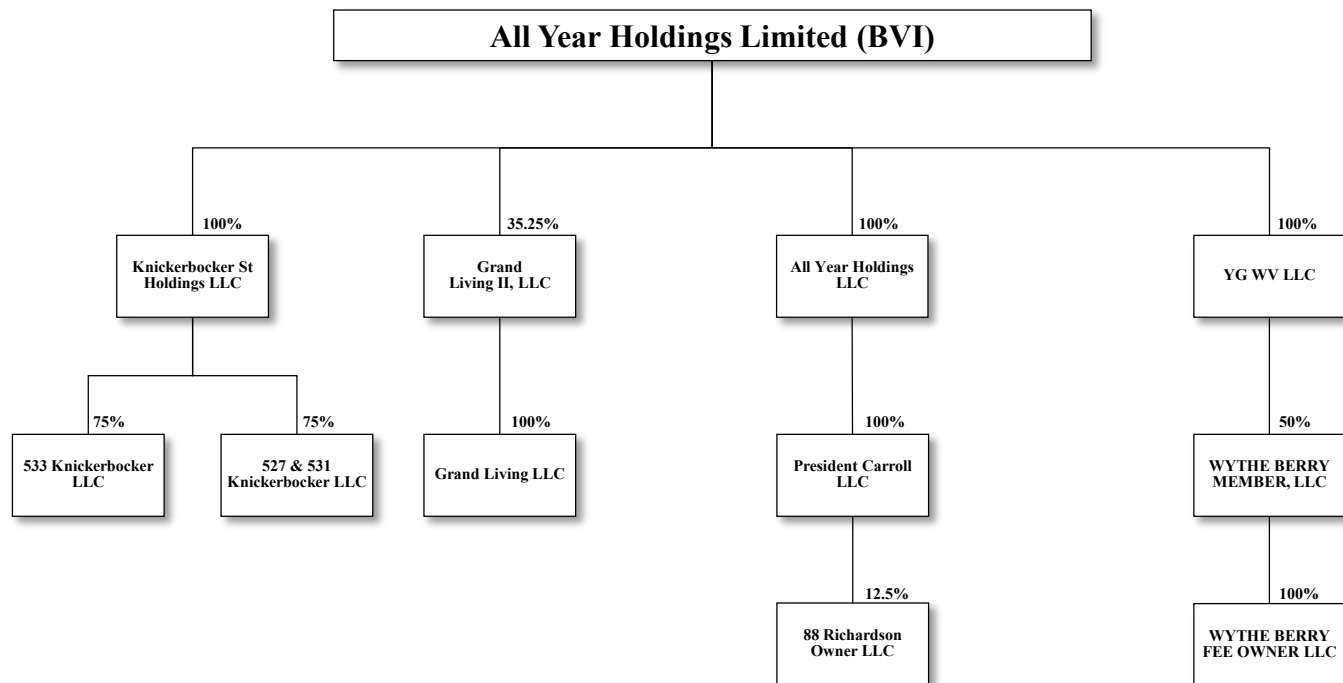 All Year Holdings Limited (BVI)
100%
35.25%
100%
100%
Knickerbocker St
Holdings LLC
Grand
Living II, LLC
All Year Holdings
LLC
YG WV LLC
75%
75%
100%
100%
50%
533 Knickerbocker
LLC
527 & 531
Knickerbocker LLC
Grand Living LLC
President Carroll
LLC
WYTHE BERRY
MEMBER, LLC
12.5%
100%
88 Richardson
Owner LLC
WYTHE BERRY
FEE OWNER LLC